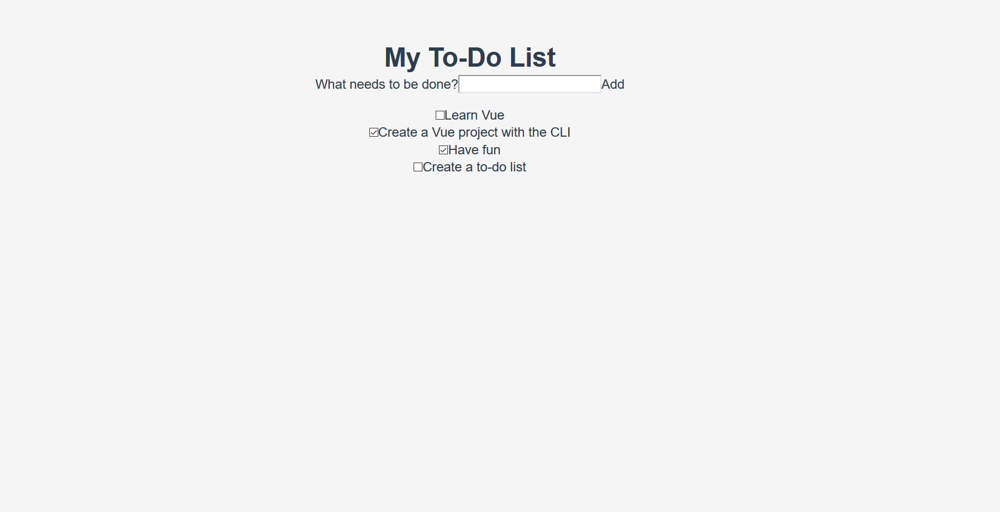 My To-Do List
What needs to be done? Add
Learn Vue
Create a Vue project with the CLI
Have fun
Create a to-do list